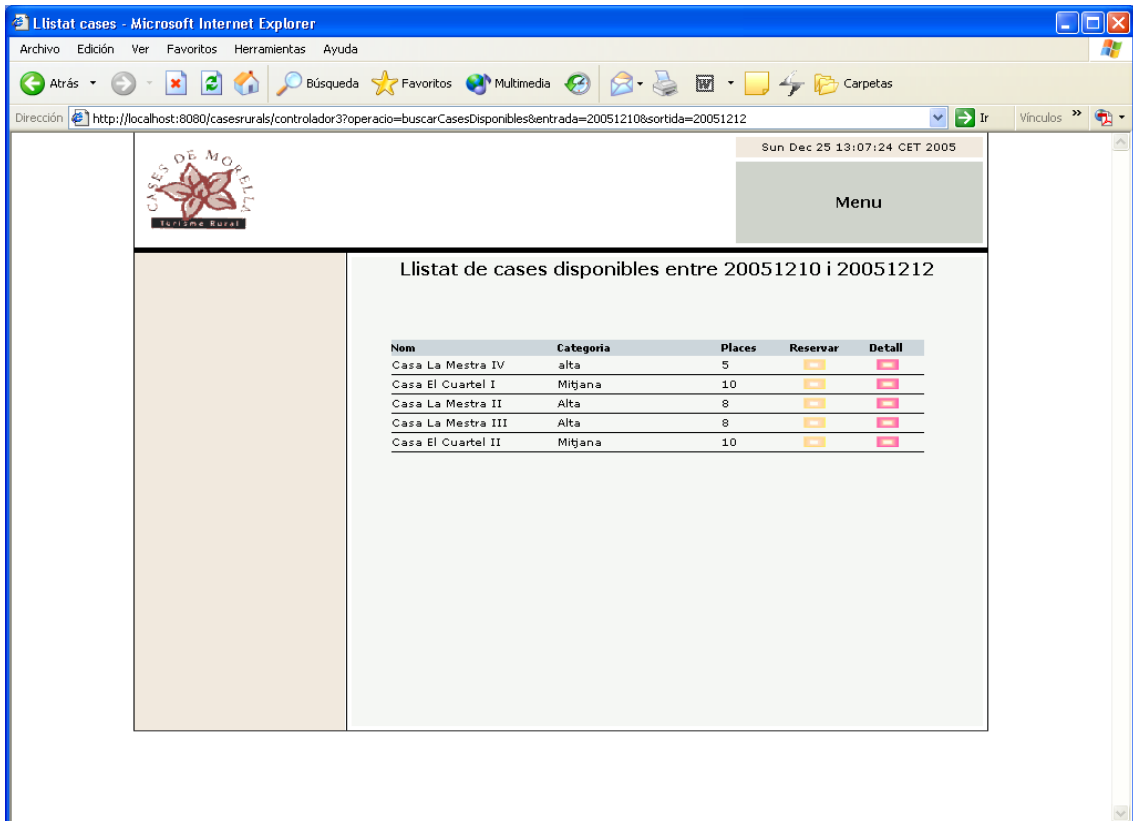 Llistat cases - Microsoft Internet Explorer
Archivo Edición Ver Favoritos Herramientas Ayuda
Atrás Búsqueda Favoritos Multimedia Carpetas
Dirección http://localhost:8080/casesrurals/controlador3?operacio=buscarCasesDisponibles&entrada=20051210&sortida=20051212 Ir Vínculos »
CASES DE MORELLA
Turisme Rural
Sun Dec 25 13:07:24 CET 2005
Menu
Llistat de cases disponibles entre 20051210 i 20051212
Nom Categoria Places Reservar Detall
Casa La Mestra IV alta 5
Casa El Cuartel I Mitjana 10
Casa La Mestra II Alta 8
Casa La Mestra III Alta 8
Casa El Cuartel II Mitjana 10